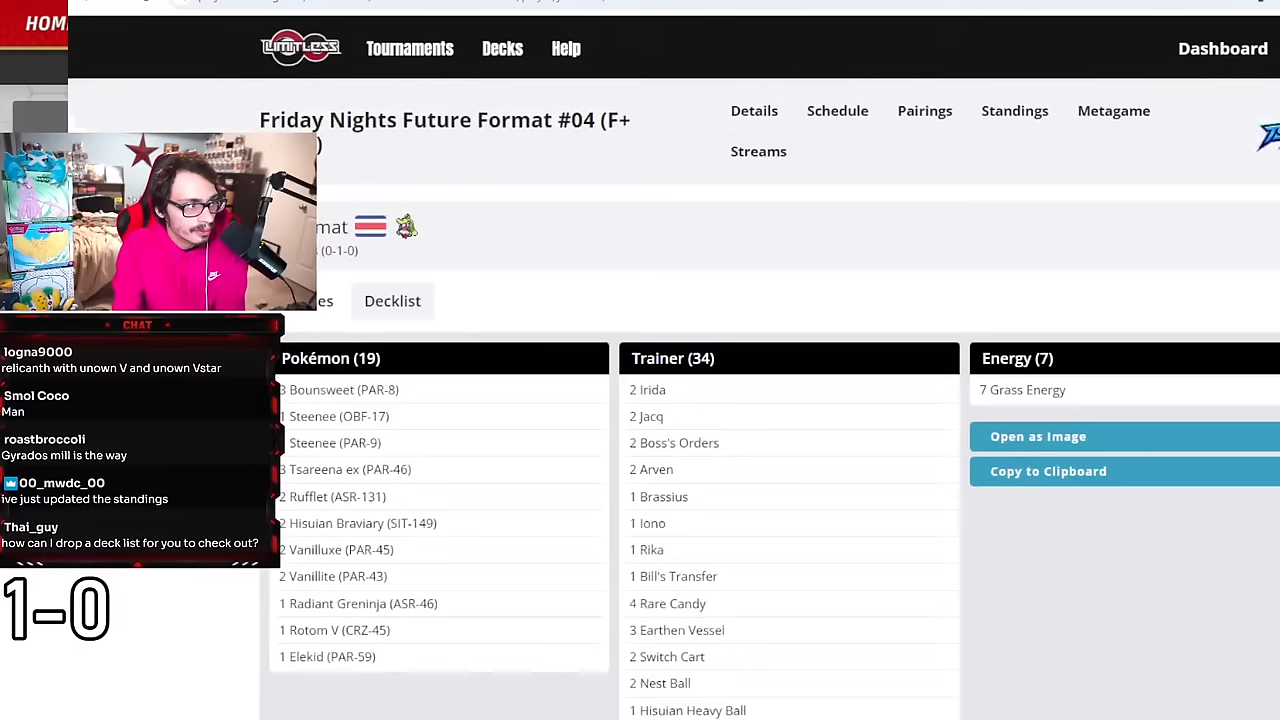 HOM
LIMITLESS
Tournaments
Decks
Help
Dashboard
Friday Nights Future Format #04 (F+
)
Details
Schedule
Pairings
Standings
Metagame
Streams
mat
(0-1-0)
es
Decklist
CHAT
logna9000
relicanth with unown V and unown Vstar
Smol Coco
Man
roastbroccoli
Gyrados mill is the way
00_mwdc_00
ive just updated the standings
Thai_guy
how can I drop a deck list for you to check out?
1-0
Pokémon (19)
3 Bounsweet (PAR-8)
1 Steenee (OBF-17)
Steenee (PAR-9)
3 Tsareena ex (PAR-46)
2 Rufflet (ASR-131)
2 Hisuian Braviary (SIT-149)
2 Vanilluxe (PAR-45)
2 Vanillite (PAR-43)
1 Radiant Greninja (ASR-46)
1 Rotom V (CRZ-45)
1 Elekid (PAR-59)
Trainer (34)
2 Irida
2 Jacq
2 Boss's Orders
2 Arven
1 Brassius
1 Iono
1 Rika
1 Bill's Transfer
4 Rare Candy
3 Earthen Vessel
2 Switch Cart
2 Nest Ball
1 Hisuian Heavy Ball
Energy (7)
7 Grass Energy
Open as Image
Copy to Clipboard